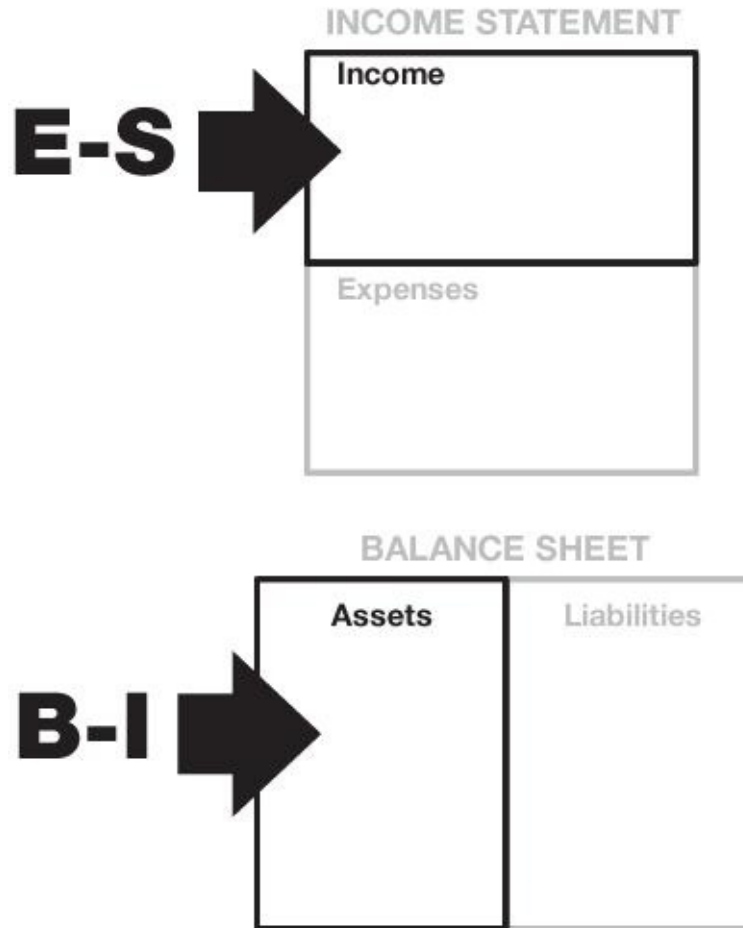 INCOME STATEMENT
Income
E-S
Expenses
BALANCE SHEET
Assets Liabilities
B-I